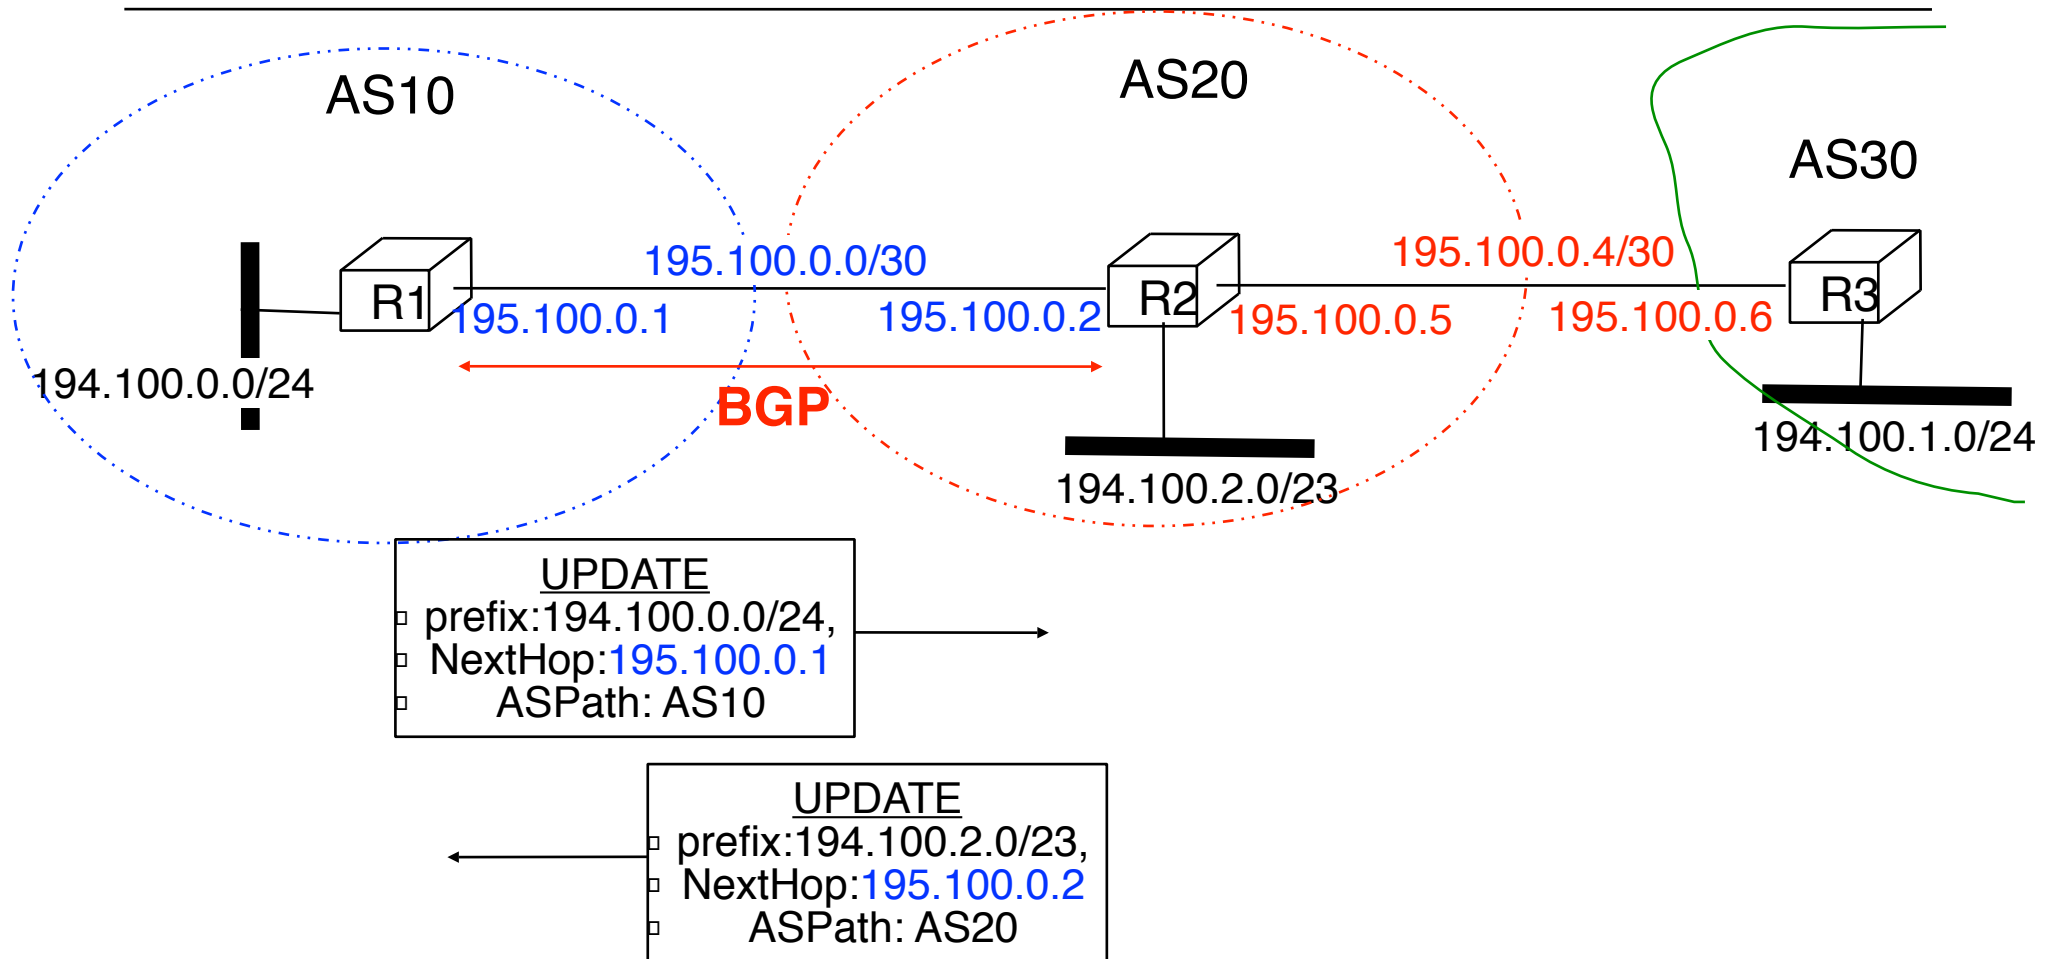 AS10
AS20
AS30
195.100.0.0/30
195.100.0.4/30
R1
R2
R3
195.100.0.1
195.100.0.2
195.100.0.5
195.100.0.6
194.100.0.0/24
BGP
194.100.1.0/24
194.100.2.0/23
UPDATE
prefix:194.100.0.0/24,
NextHop:195.100.0.1
ASPath: AS10
UPDATE
prefix:194.100.2.0/23,
NextHop:195.100.0.2
ASPath: AS20